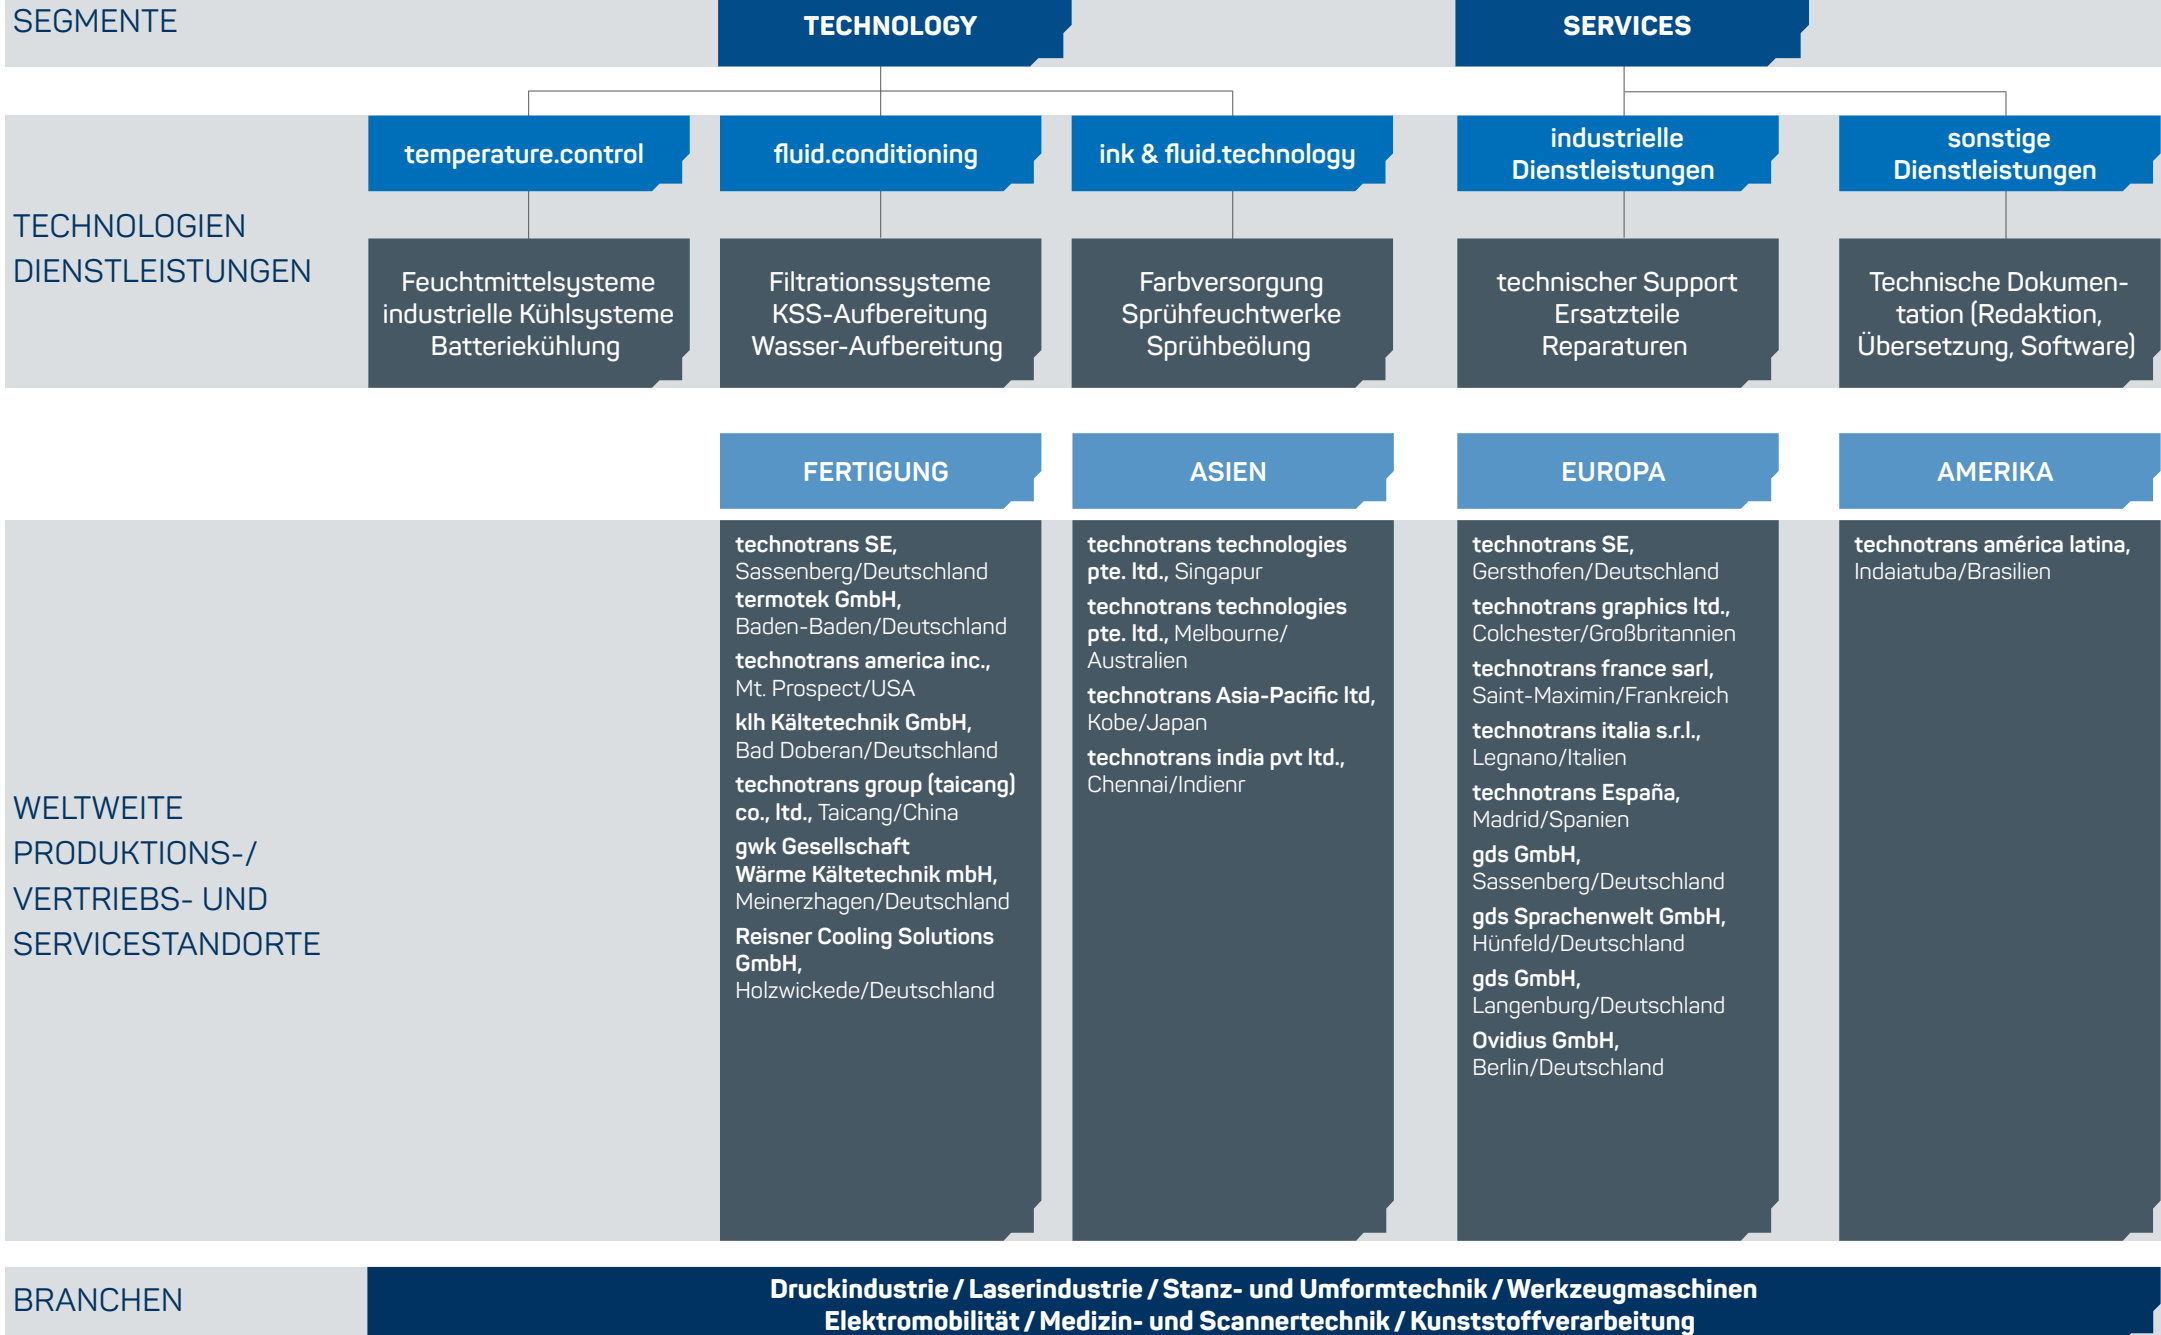 SEGMENTE
TECHNOLOGY
SERVICES
TECHNOLOGIEN
DIENSTLEISTUNGEN
temperature.control
fluid.conditioning
ink & fluid.technology
industrielle
Dienstleistungen
sonstige
Dienstleistungen
Feuchtmittelsysteme
industrielle Kühlsysteme
Batteriekühlung
Filtrationssysteme
KSS-Aufbereitung
Wasser-Aufbereitung
Farbversorgung
Sprühfeuchtwerke
Sprühbeölung
technischer Support
Ersatzteile
Reparaturen
Technische Dokumen-
tation (Redaktion,
Übersetzung, Software)
WELTWEITE
PRODUKTIONS-/
VERTRIEBS- UND
SERVICESTANDORTE
FERTIGUNG
technotrans SE,
Sassenberg/Deutschland
termotek GmbH,
Baden-Baden/Deutschland
technotrans america inc.,
Mt. Prospect/USA
klh Kältetechnik GmbH,
Bad Doberan/Deutschland
technotrans group (taicang)
co., ltd., Taicang/China
gwk Gesellschaft
Wärme Kältetechnik mbH,
Meinerzhagen/Deutschland
Reisner Cooling Solutions
GmbH,
Holzwickede/Deutschland
ASIEN
technotrans technologies
pte. ltd., Singapur
technotrans technologies
pte. ltd., Melbourne/
Australien
technotrans Asia-Pacific ltd,
Kobe/Japan
technotrans india pvt ltd.,
Chennai/Indienr
EUROPA
technotrans SE,
Gersthofen/Deutschland
technotrans graphics ltd.,
Colchester/Großbritannien
technotrans france sarl,
Saint-Maximin/Frankreich
technotrans italia s.r.l.,
Legnano/Italien
technotrans España,
Madrid/Spanien
gds GmbH,
Sassenberg/Deutschland
gds Sprachenwelt GmbH,
Hünfeld/Deutschland
gds GmbH,
Langenburg/Deutschland
Ovidius GmbH,
Berlin/Deutschland
AMERIKA
technotrans américa latina,
Indaiatuba/Brasilien
BRANCHEN
Druckindustrie / Laserindustrie / Stanz- und Umformtechnik / Werkzeugmaschinen
Elektromobilität / Medizin- und Scannertechnik / Kunststoffverarbeitung